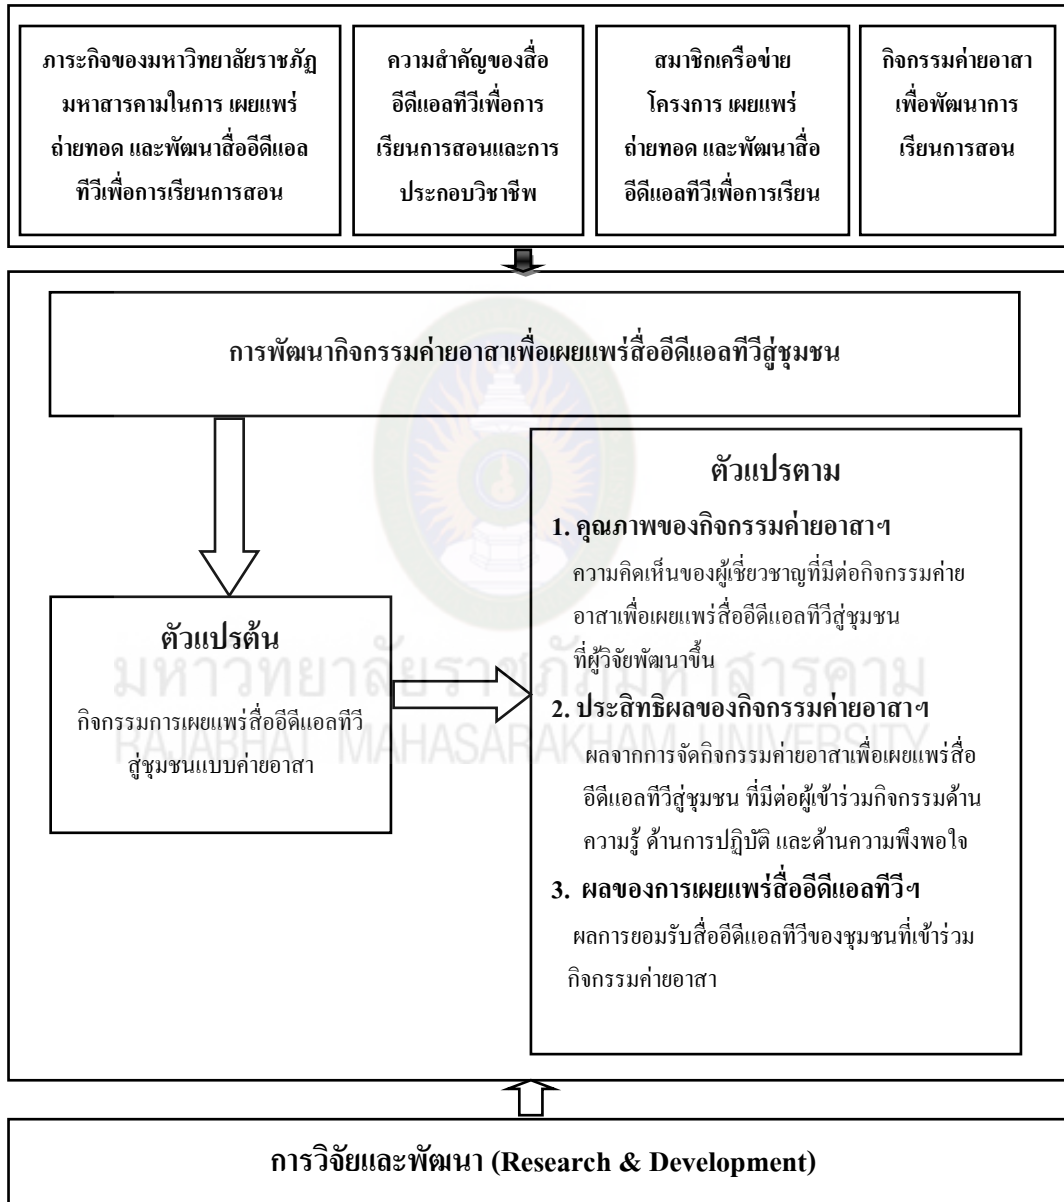 ภาระกิจของมหาวิทยาลัยราชภัฏ
มหาสารคามในการ เผยแพร่
ถ่ายทอด และพัฒนาสื่ออีดีแอล
ทีวีเพื่อการเรียนการสอน
ความสำคัญของสื่อ
อีดีแอลทีวีเพื่อการ
เรียนการสอนและการ
ประกอบวิชาชีพ
สมาชิกเครือข่าย
โครงการ เผยแพร่
ถ่ายทอด และพัฒนาสื่อ
อีดีแอลทีวีเพื่อการเรียน
กิจกรรมค่ายอาสา
เพื่อพัฒนาการ
เรียนการสอน
การพัฒนากิจกรรมค่ายอาสาเพื่อเผยแพร่สื่ออีดีแอลทีวีสู่ชุมชน
ตัวแปรต้น
กิจกรรมการเผยแพร่สื่ออีดีแอลทีวี
สู่ชุมชนแบบค่ายอาสา
ตัวแปรตาม
1. คุณภาพของกิจกรรมค่ายอาสาฯ
ความคิดเห็นของผู้เชี่ยวชาญที่มีต่อกิจกรรมค่าย
อาสาเพื่อเผยแพร่สื่ออีดีแอลทีวีสู่ชุมชน
ที่ผู้วิจัยพัฒนาขึ้น
2. ประสิทธิผลของกิจกรรมค่ายอาสาฯ
ผลจากการจัดกิจกรรมค่ายอาสาเพื่อเผยแพร่สื่อ
อีดีแอลทีวีสู่ชุมชน ที่มีต่อผู้เข้าร่วมกิจกรรมด้าน
ความรู้ ด้านการปฏิบัติ และด้านความพึงพอใจ
3. ผลของการเผยแพร่สื่ออีดีแอลทีวีฯ
ผลการยอมรับสื่ออีดีแอลทีวีของชุมชนที่เข้าร่วม
กิจกรรมค่ายอาสา
มหาวิทยาลัยราชภัฏมหาสารคาม
RAJABHAT MAHASARAKHAM UNIVERSITY
การวิจัยและพัฒนา (Research & Development)